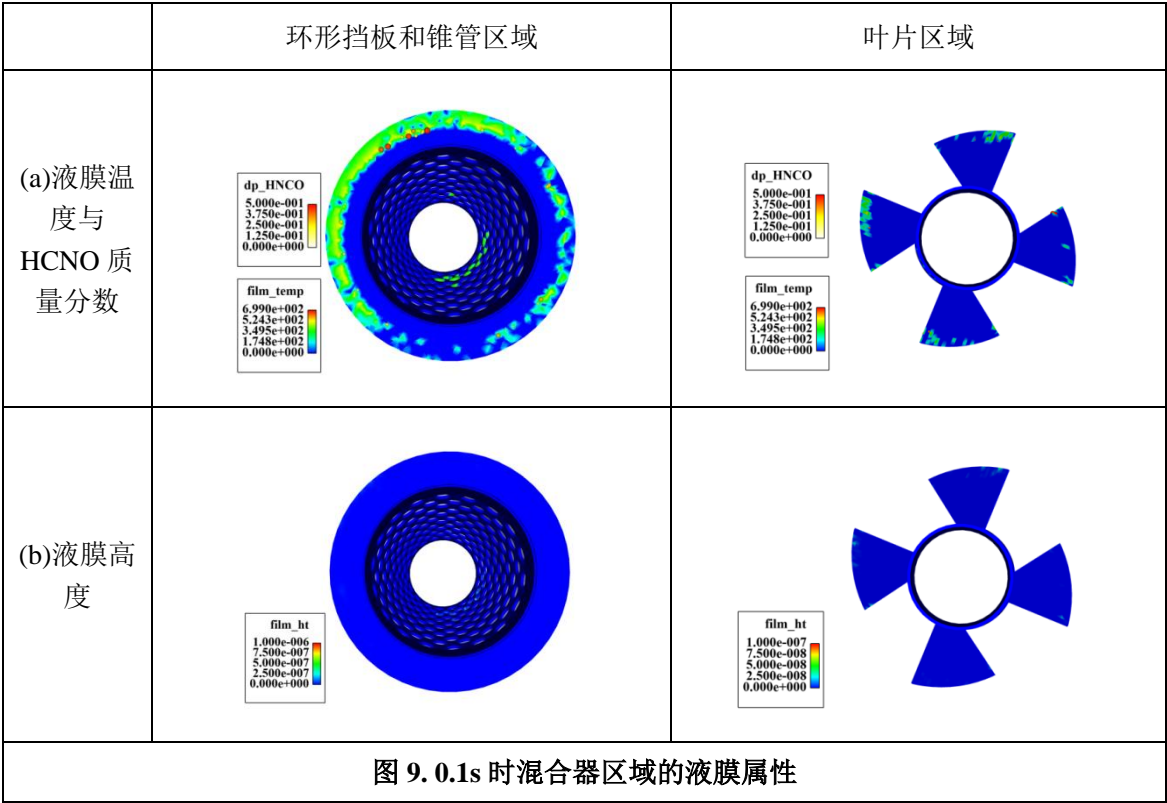 环形挡板和锥管区域
叶片区域
(a)液膜温
度与
HCNO 质
量分数
dp_HNCO
5.000e-001
3.750e-001
2.500e-001
1.250e-001
0.000e+000
film_temp
6.990e+002
5.243e+002
3.495e+002
1.748e+002
0.000e+000
dp_HNCO
5.000e-001
3.750e-001
2.500e-001
1.250e-001
0.000e+000
film_temp
6.990e+002
5.243e+002
3.495e+002
1.748e+002
0.000e+000
(b)液膜高
度
film_ht
1.000e-006
7.500e-007
5.000e-007
2.500e-007
0.000e+000
film_ht
1.000e-007
7.500e-008
5.000e-008
2.500e-008
0.000e+000
图 9. 0.1s 时混合器区域的液膜属性